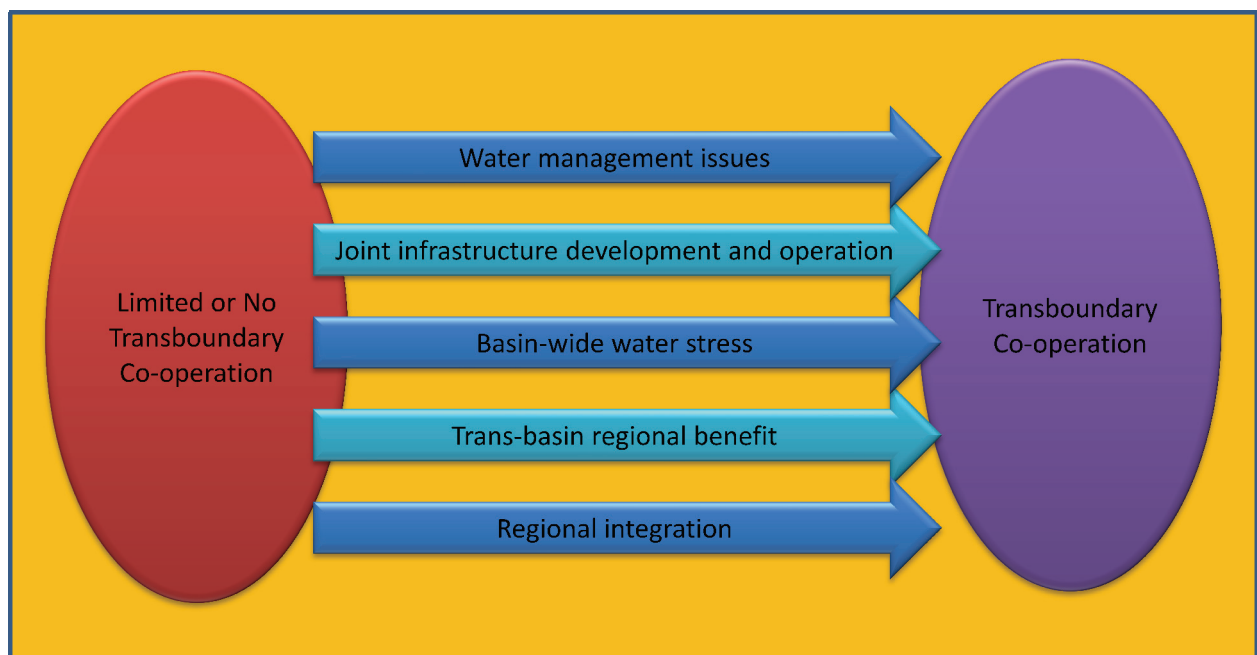 Limited or No
Transboundary
Co-operation
Water management issues
Joint infrastructure development and operation
Basin-wide water stress
Trans-basin regional benefit
Regional integration
Transboundary
Co-operation